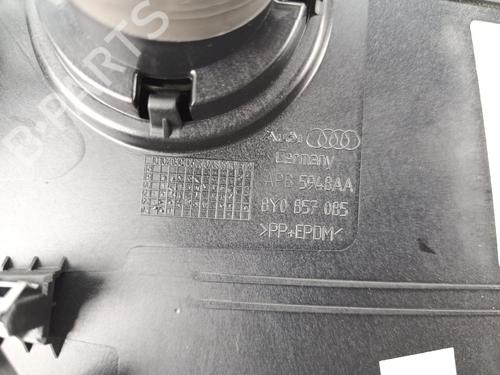 B-PARTS
Audi
Germany
APB 5948AA
8Y0 857 085
>PP+EPDM<